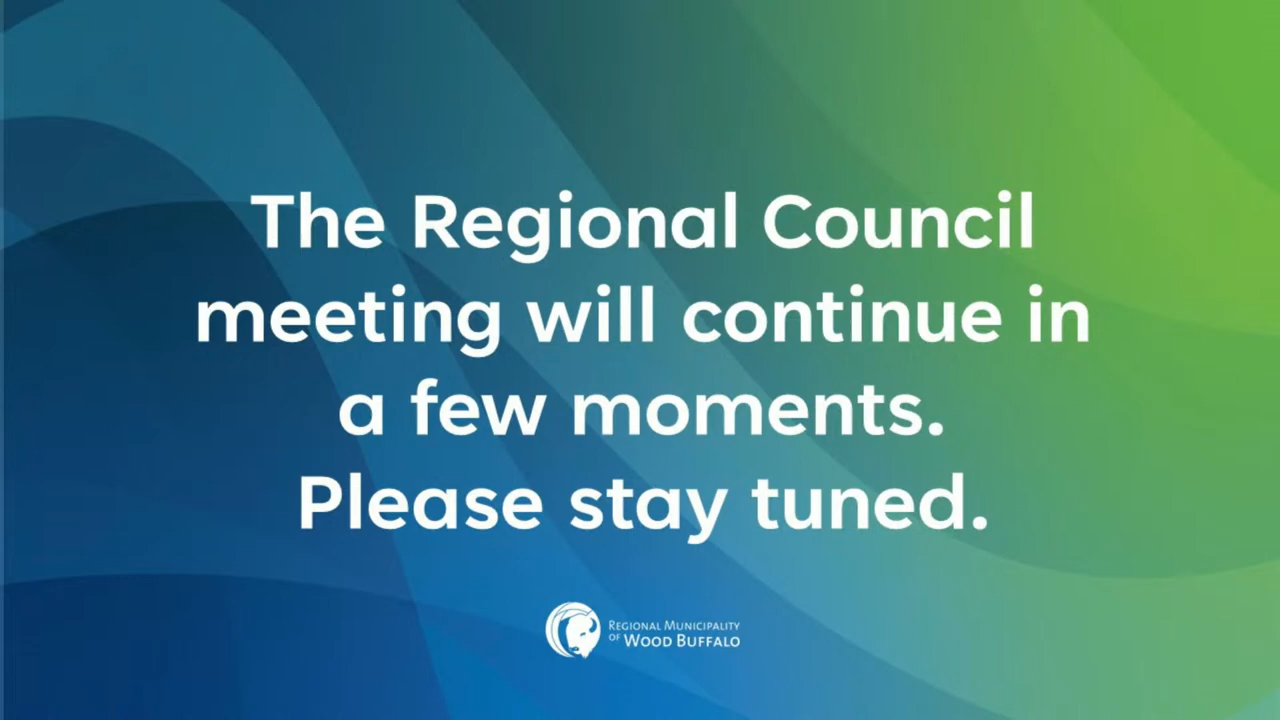 The Regional Council
meeting will continue in
a few moments.
Please stay tuned.
REGIONAL MUNICIPALITY
OF WOOD BUFFALO